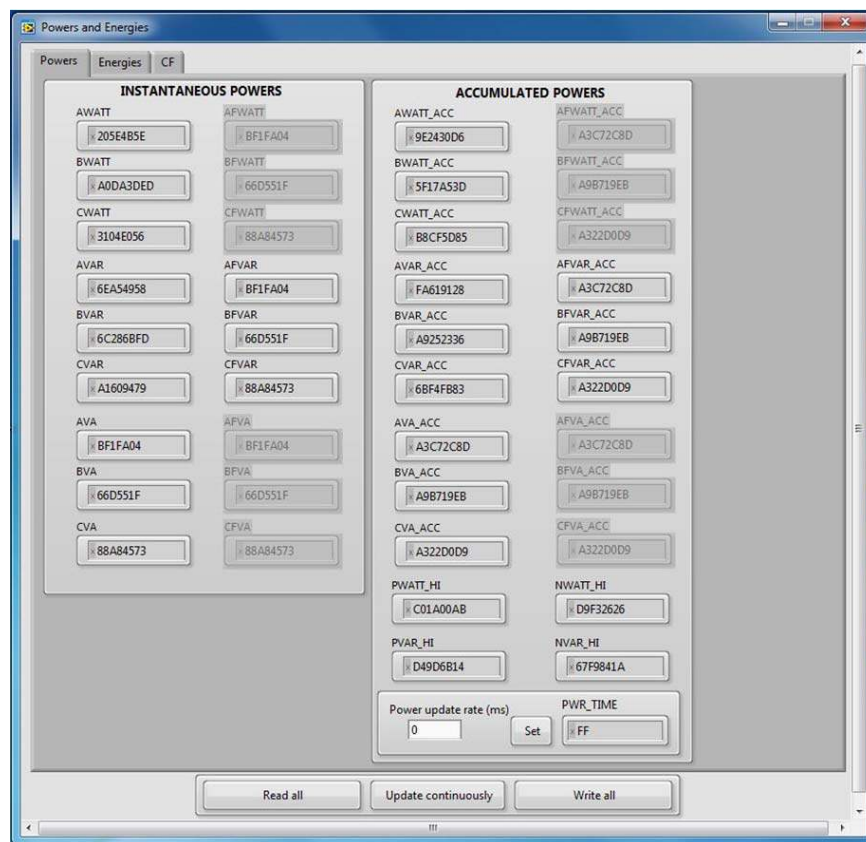 Powers and Energies
Powers Energies CF
INSTANTANEOUS POWERS
AWATT AFWATT
x 205E4B5E x BF1FA04
BWATT BFWATT
x A0DA3DED x 66D551F
CWATT CFWATT
x 3104E056 x 88A84573
AVAR AFVAR
x 6EA54958 x BF1FA04
BVAR BFVAR
x 6C286BFD x 66D551F
CVAR CFVAR
x A1609479 x 88A84573
AVA AFVA
x BF1FA04 x BF1FA04
BVA BFVA
x 66D551F x 66D551F
CVA CFVA
x 88A84573 x 88A84573
ACCUMULATED POWERS
AWATT_ACC AFWATT_ACC
x 9E2430D6 x A3C72C8D
BWATT_ACC BFWATT_ACC
x 5F17A53D x A9B719EB
CWATT_ACC CFWATT_ACC
x B8CF5D85 x A322D0D9
AVAR_ACC AFVAR_ACC
x FA619128 x A3C72C8D
BVAR_ACC BFVAR_ACC
x A9252336 x A9B719EB
CVAR_ACC CFVAR_ACC
x 6BF4FB83 x A322D0D9
AVA_ACC AFVA_ACC
x A3C72C8D x A3C72C8D
BVA_ACC BFVA_ACC
x A9B719EB x A9B719EB
CVA_ACC CFVA_ACC
x A322D0D9 x A322D0D9
PWATT_HI NWATT_HI
x C01A00AB x D9F32626
PVAR_HI NVAR_HI
x D49D6B14 x 67F9841A
Power update rate (ms) PWR_TIME
0 Set x FF
Read all Update continuously Write all